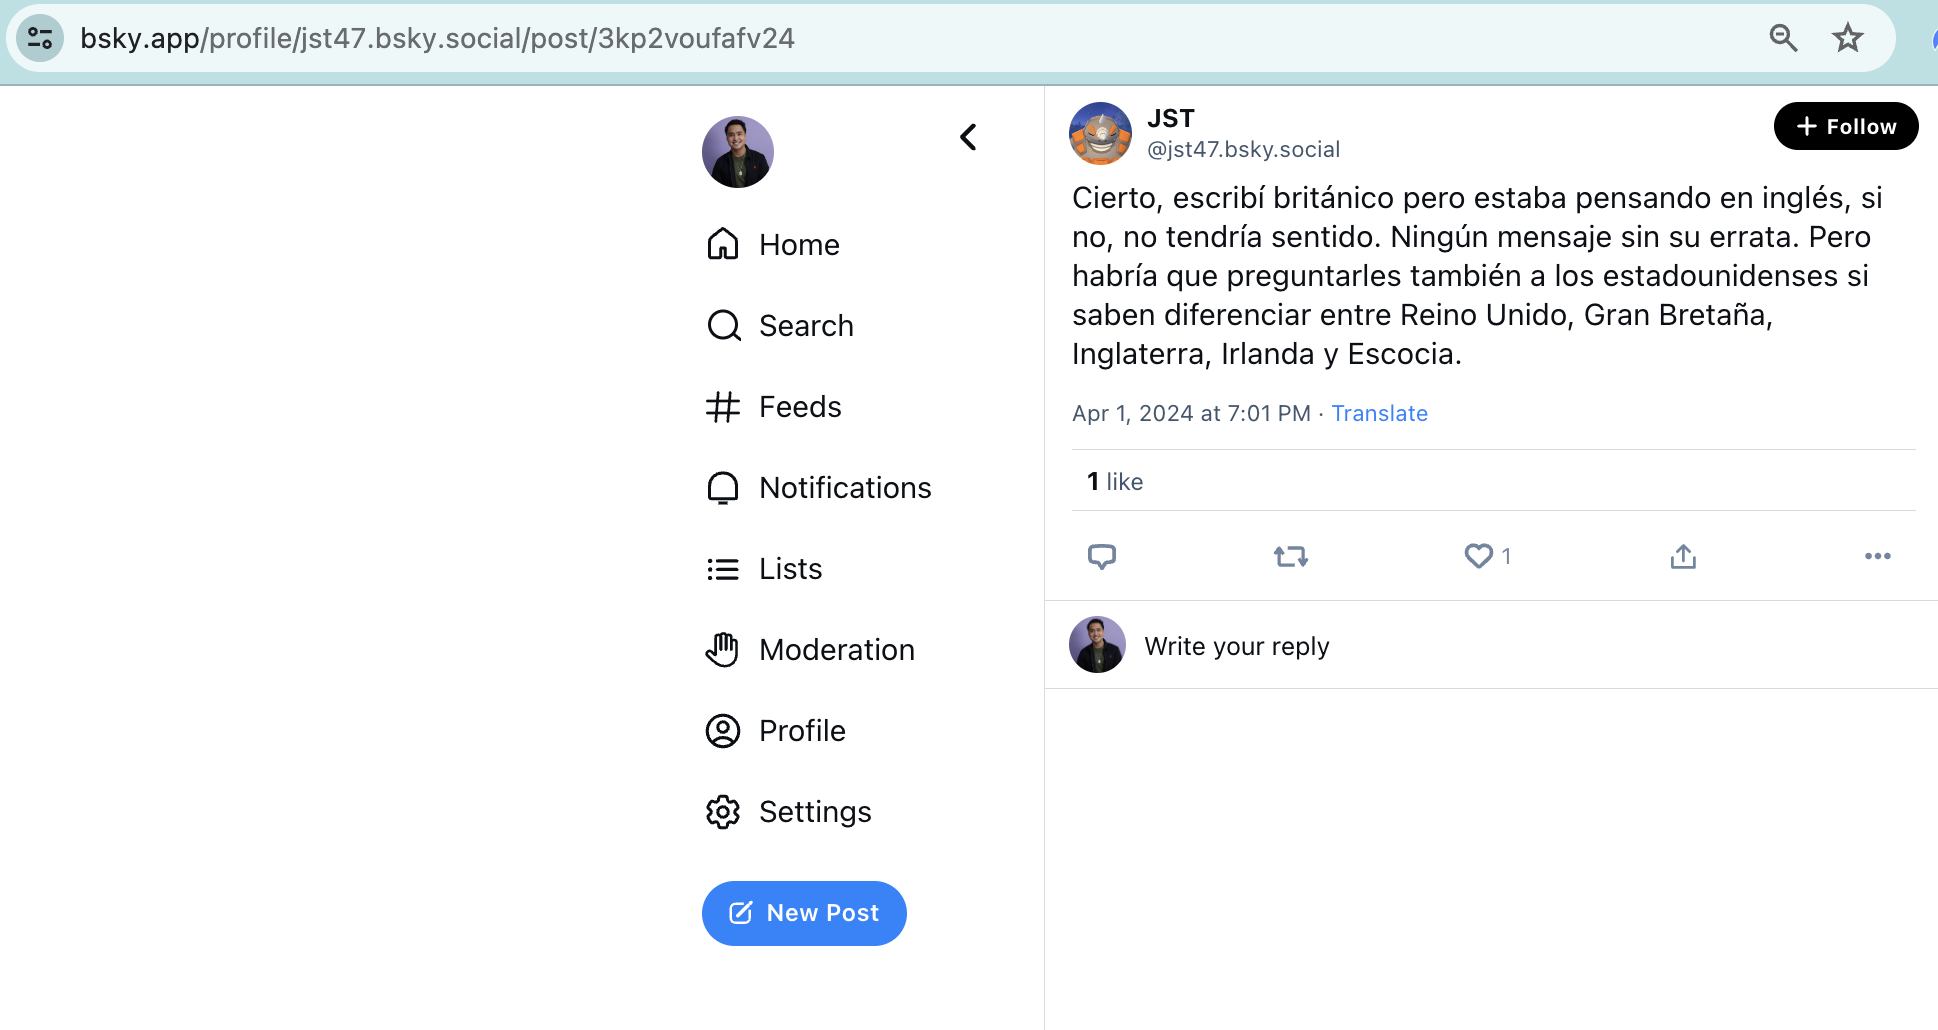 bsky.app/profile/jst47.bsky.social/post/3kp2voufafv24
Home
Search
Feeds
Notifications
Lists
Moderation
Profile
Settings
New Post
JST
@jst47.bsky.social
+ Follow
Cierto, escribí británico pero estaba pensando en inglés, si
no, no tendría sentido. Ningún mensaje sin su errata. Pero
habría que preguntarles también a los estadounidenses si
saben diferenciar entre Reino Unido, Gran Bretaña,
Inglaterra, Irlanda y Escocia.
Apr 1, 2024 at 7:01 PM · Translate
1 like
1
Write your reply